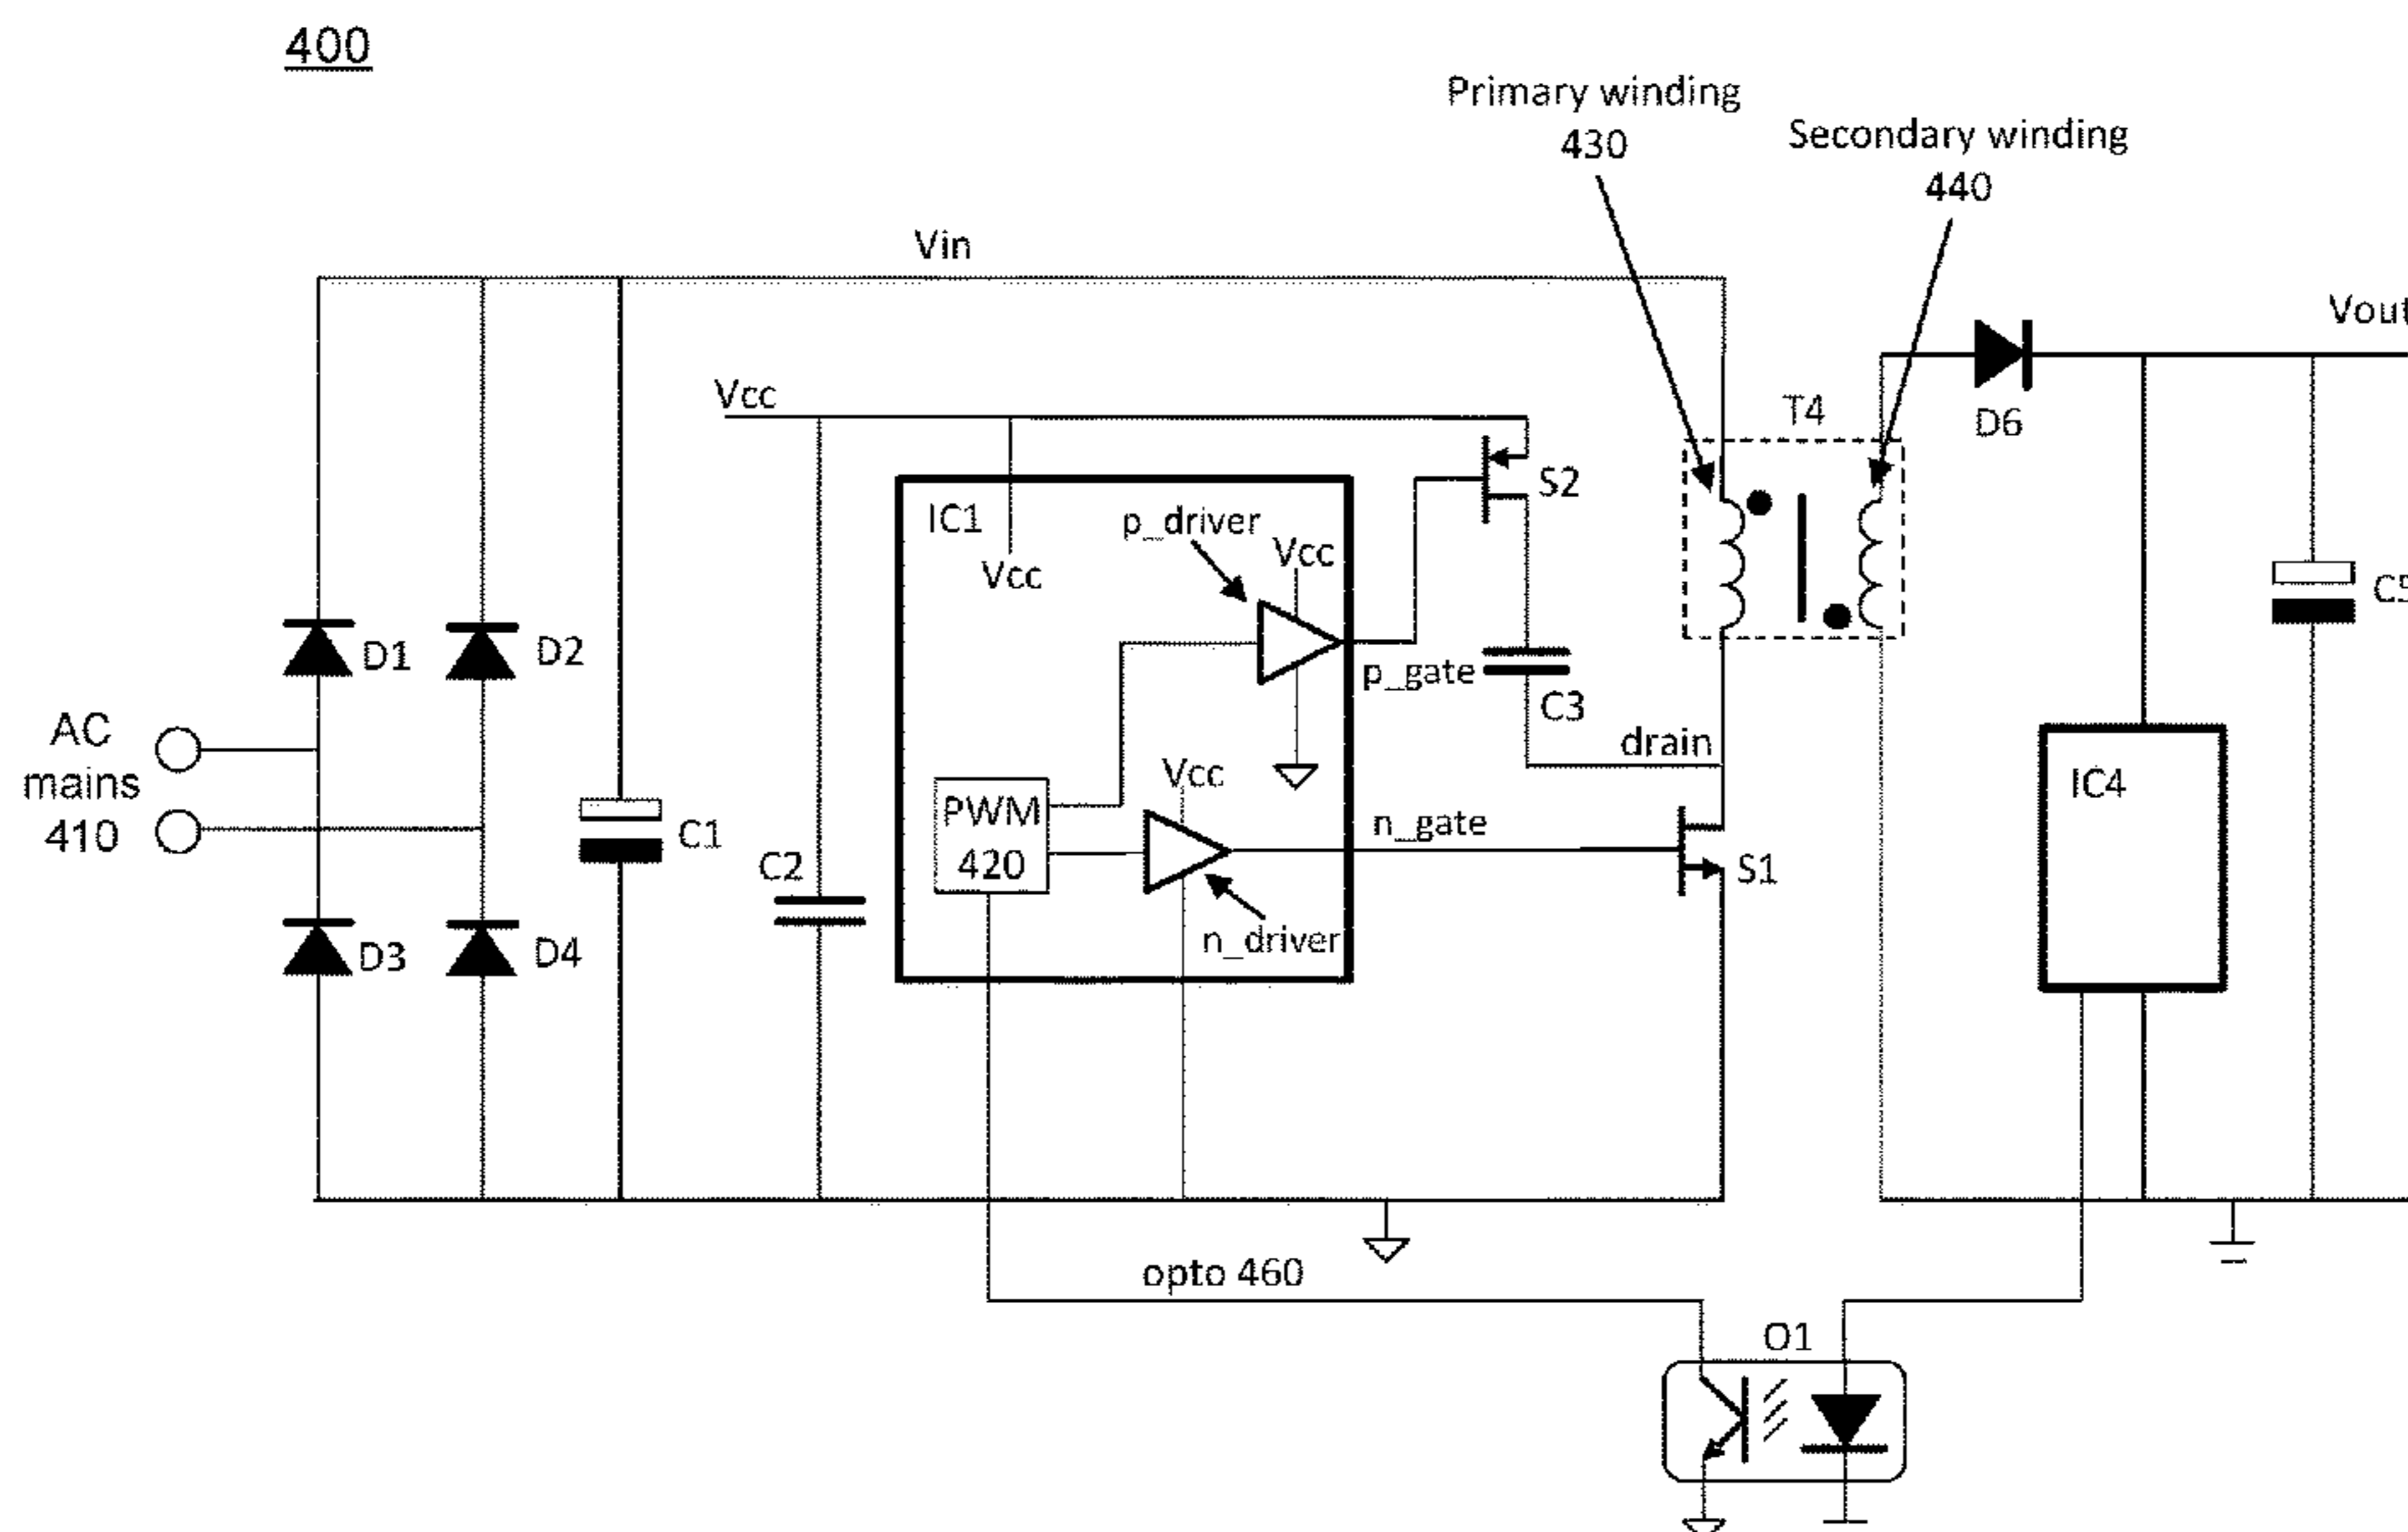 400
Primary winding
430
Secondary winding
440
Vin
Vout
Vcc
T4
D6
S2
IC1
p_driver
Vcc
Vcc
C5
D1
D2
p_gate
C3
AC
mains
410
drain
Vcc
IC4
PWM
420
n_gate
C1
C2
S1
D3
D4
n_driver
opto 460
O1